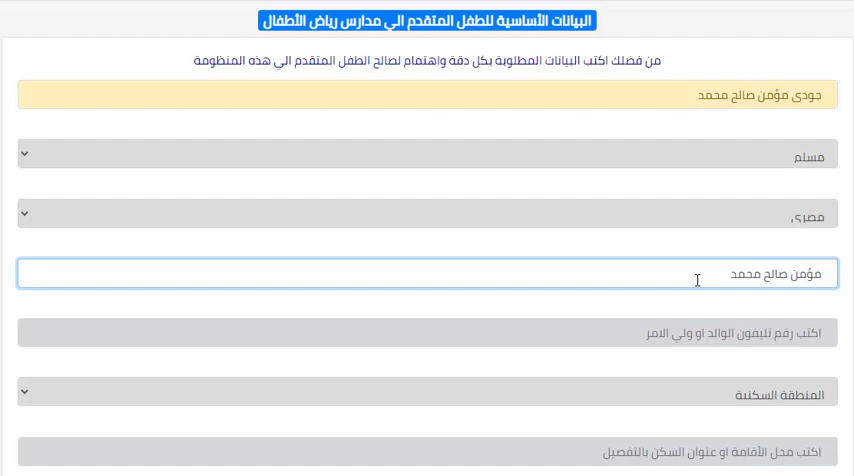 البيانات الأساسية للطفل المتقدم الي مدارس رياض الأطفال
من فضلك اكتب البيانات المطلوبة بكل دقة واهتمام لصالح الطفل المتقدم الي هذه المنظومة
جودى مؤمن صالح محمد
مسلم
مصرى
مؤمن صالح محمد
اكتب رقم تليفون الوالد او ولي الامر
المنطقة السكنية
اكتب محل الأقامة او عنوان السكن بالتفصيل